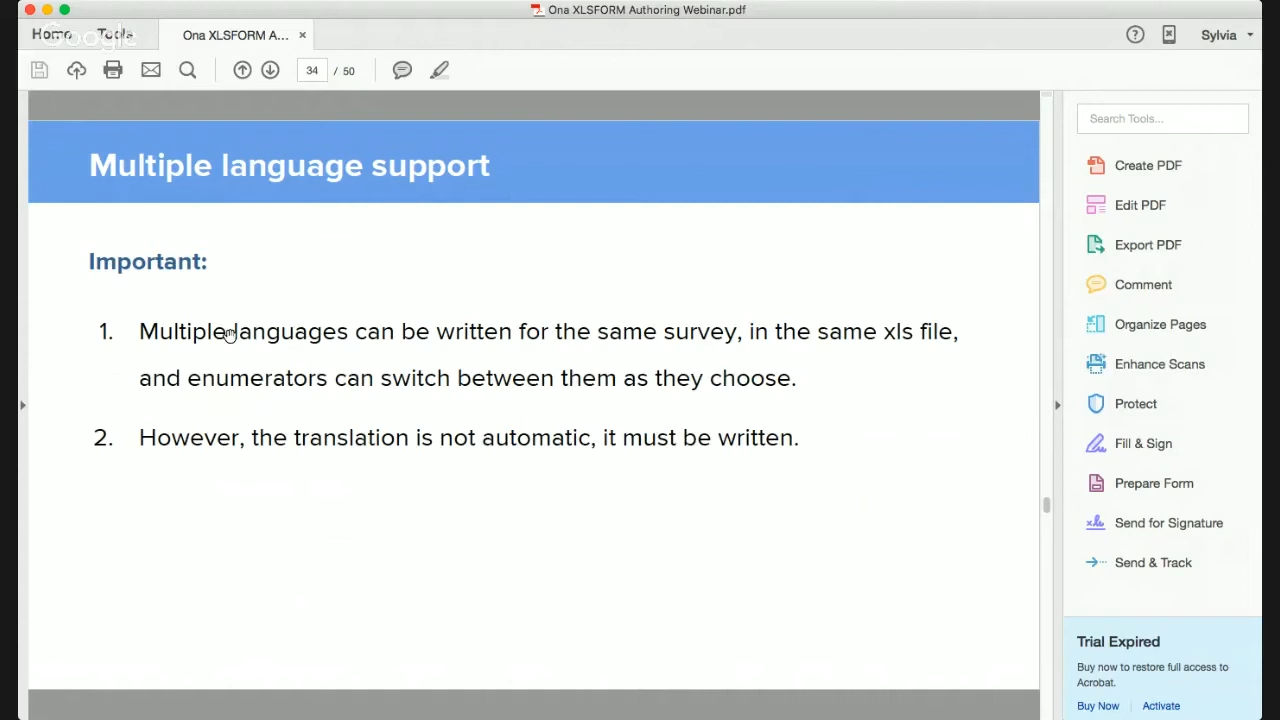 Ona XLSFORM Authoring Webinar.pdf
Home Tools Ona XLSFORM A... × Sylvia
Google
34 / 50
Search Tools...
Multiple language support
Important:
1. Multiple languages can be written for the same survey, in the same xls file,
and enumerators can switch between them as they choose.
2. However, the translation is not automatic, it must be written.
Create PDF
Edit PDF
Export PDF
Comment
Organize Pages
Enhance Scans
Protect
Fill & Sign
Prepare Form
Send for Signature
Send & Track
Trial Expired
Buy now to restore full access to
Acrobat.
Buy Now Activate